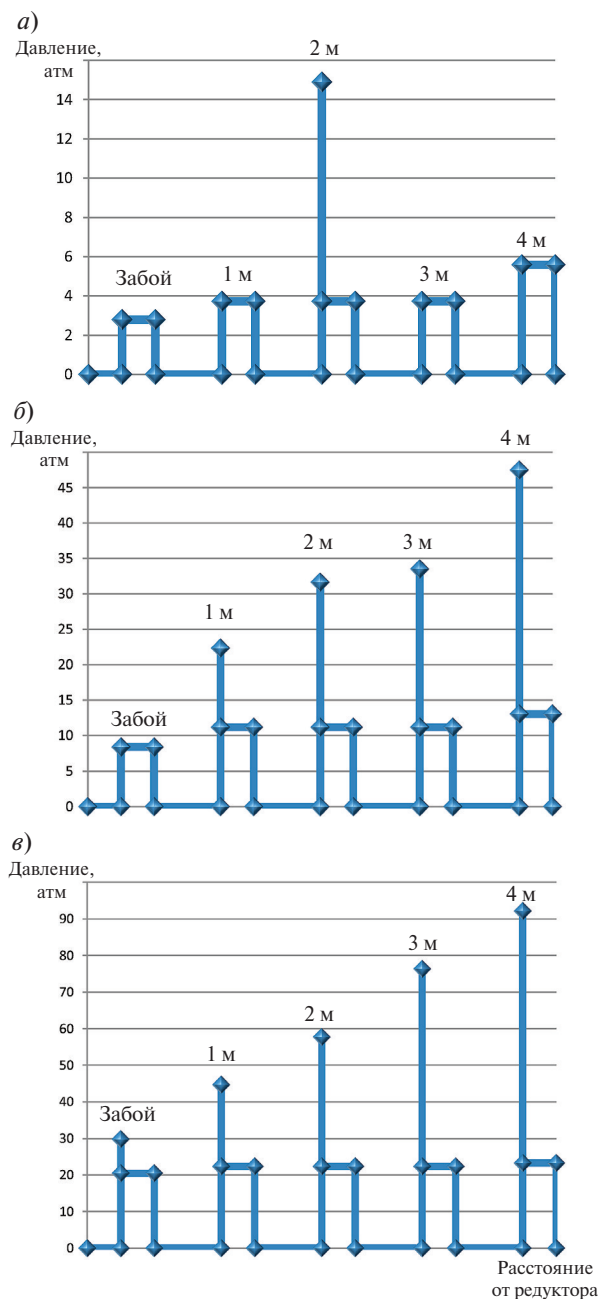 а)
Давление,
атм
2 м
14
12
10
8
6
4
2
0
Забой
1 м
3 м
4 м
б)
Давление,
атм
45
40
35
30
25
20
15
10
5
0
Забой
1 м
2 м
3 м
4 м
в)
Давление,
атм
90
80
70
60
50
40
30
20
10
0
Забой
1 м
2 м
3 м
4 м
Расстояние
от редуктора